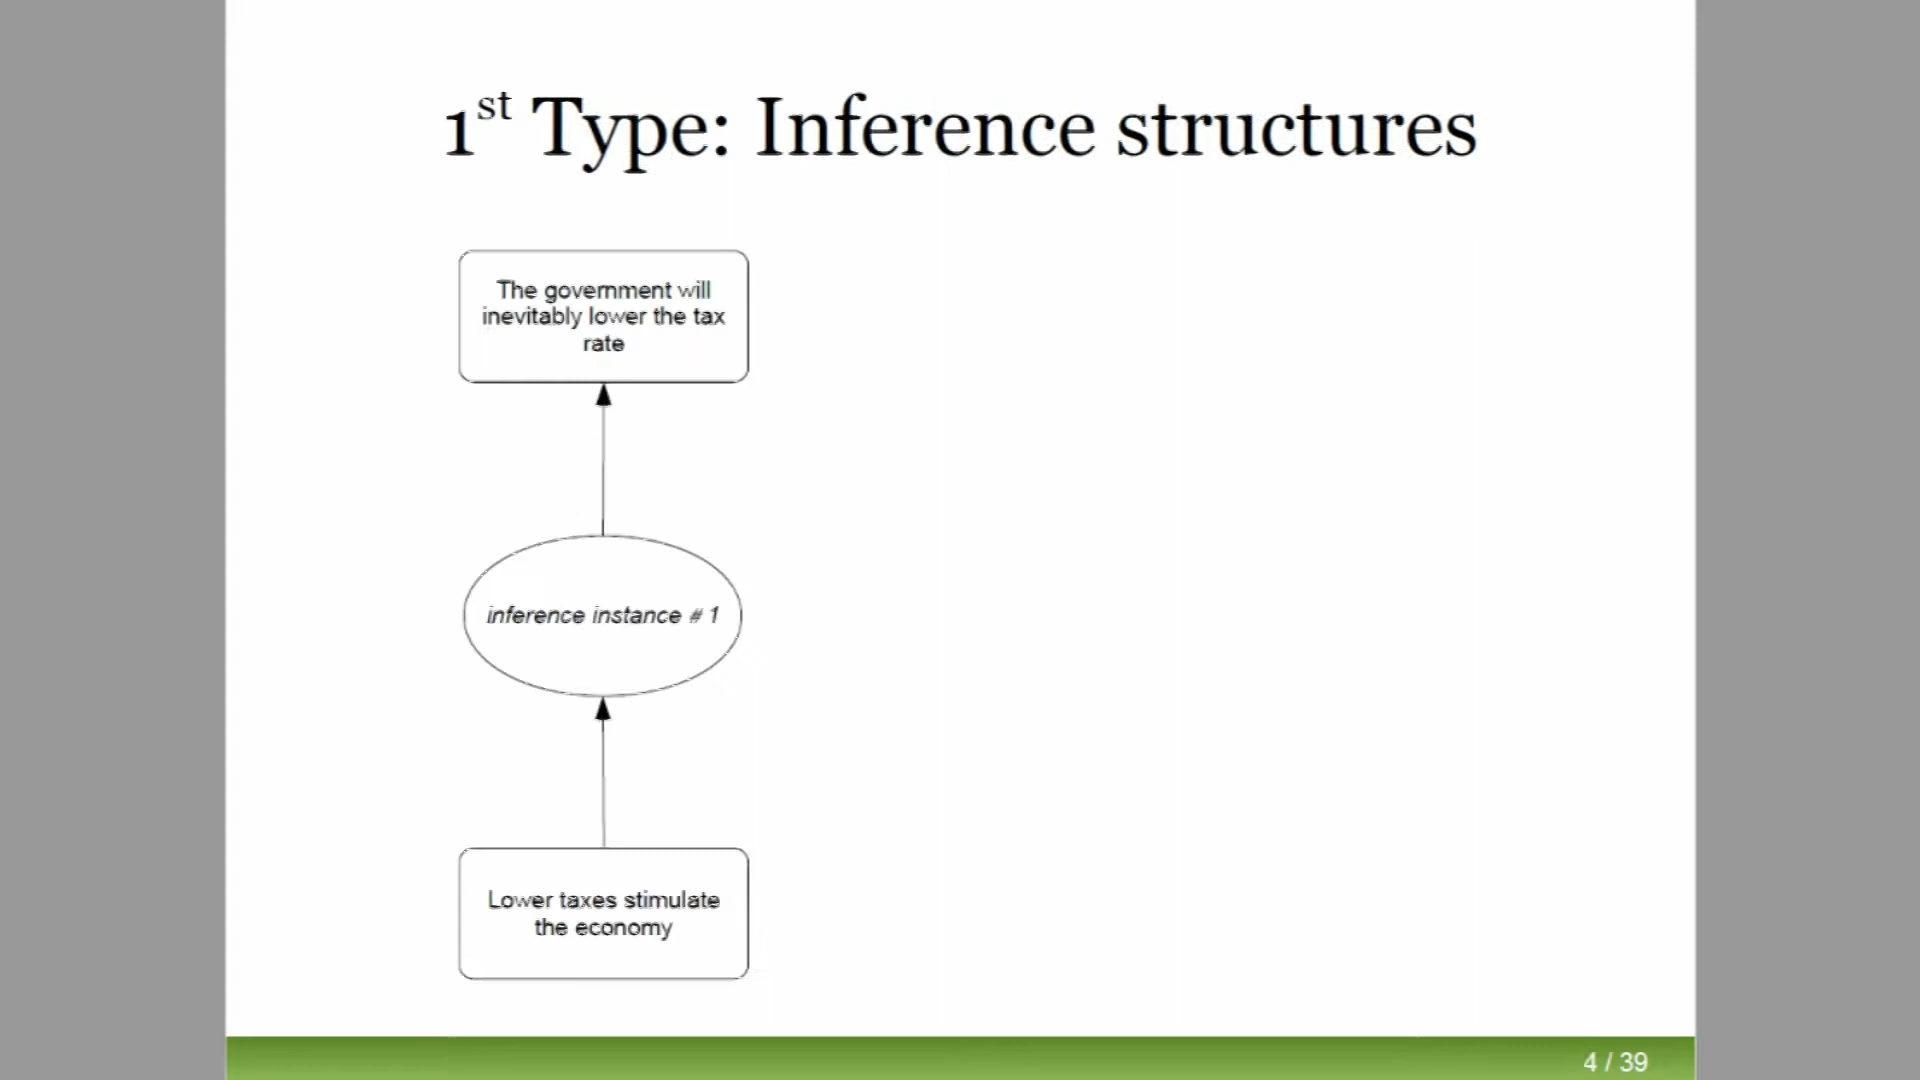 1st Type: Inference structures
The government will
inevitably lower the tax
rate
inference instance # 1
Lower taxes stimulate
the economy
4 / 39